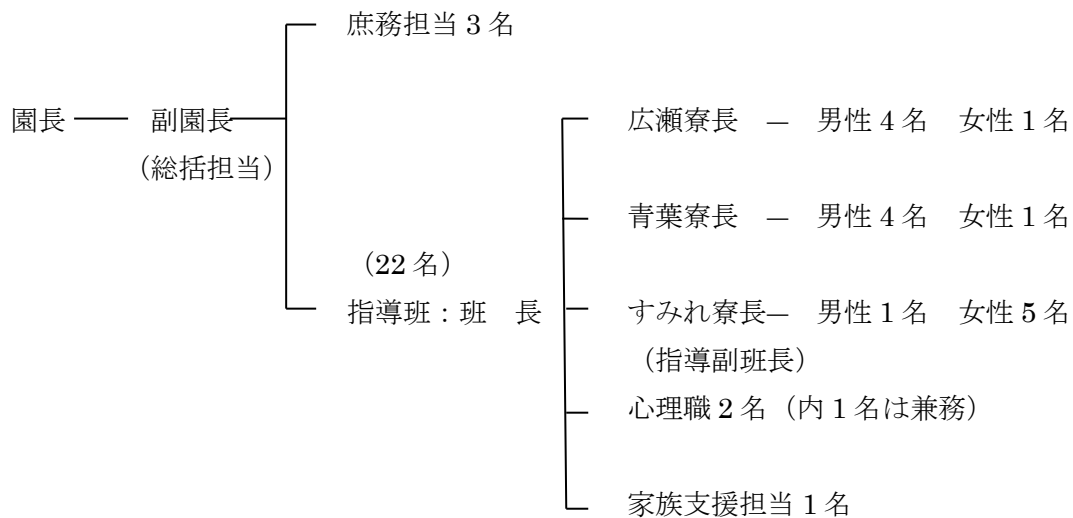 庶務担当 3 名
園長 副園長 広瀬寮長 － 男性 4 名 女性 1 名
（総括担当）
青葉寮長 － 男性 4 名 女性 1 名
（22 名）
指導班：班 長 すみれ寮長－ 男性 1 名 女性 5 名
（指導副班長）
心理職 2 名（内 1 名は兼務）
家族支援担当 1 名